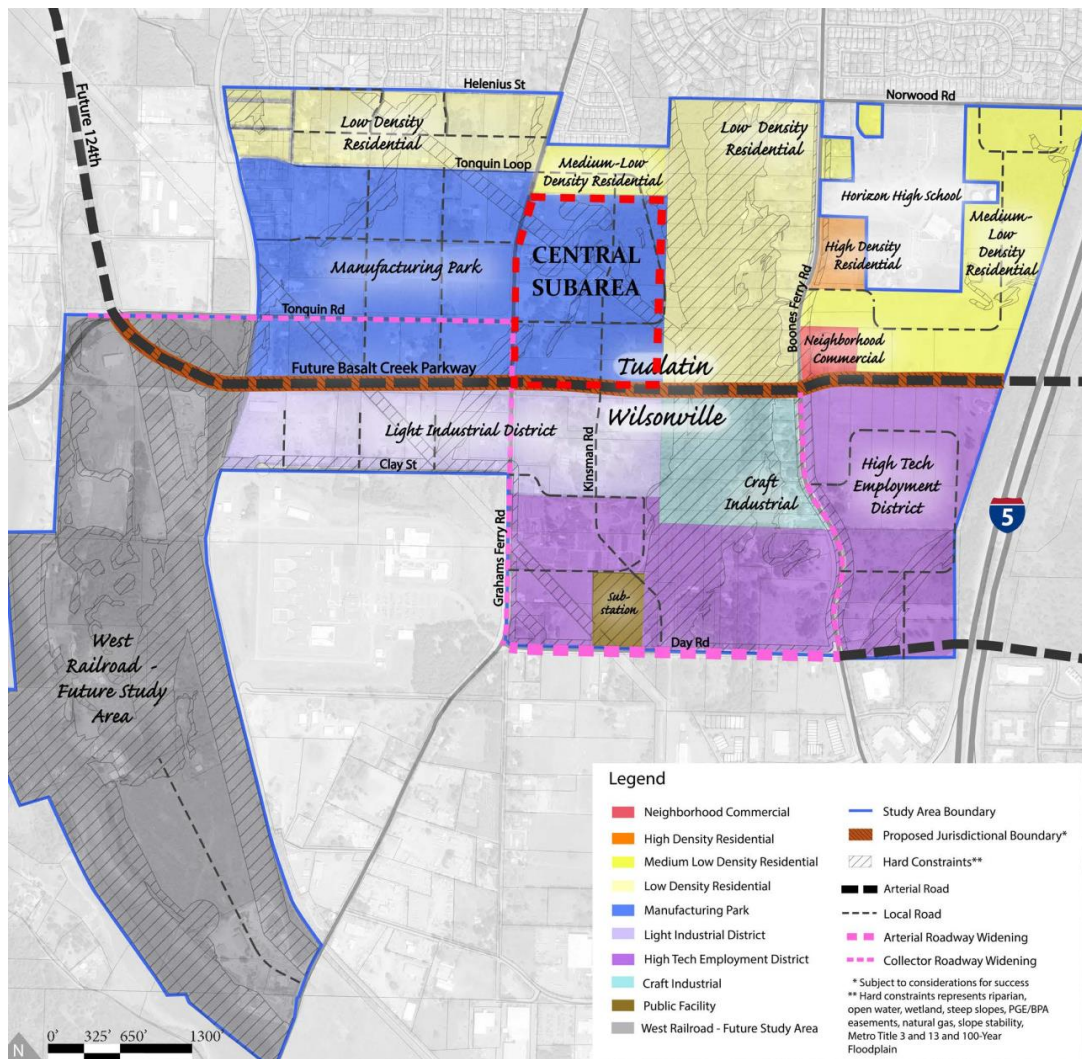 Helenius St
Norwood Rd
Future 124th
Low Density
Residential
Low Density
Residential
Tonquin Loop
Medium-Low
Density Residential
Horizon High School
Medium-
Low
Density
Residential
High Density
Residential
CENTRAL
SUBAREA
Manufacturing Park
Boones Ferry Rd
Tonquin Rd
Neighborhood
Commercial
Future Basalt Creek Parkway
Tualatin
Wilsonville
Light Industrial District
Kinsman Rd
Clay St
Craft
Industrial
High Tech
Employment
District
5
Grahams Ferry Rd
Sub-
station
Day Rd
West
Railroad -
Future Study
Area
Legend
Neighborhood Commercial
High Density Residential
Medium Low Density Residential
Low Density Residential
Manufacturing Park
Light Industrial District
High Tech Employment District
Craft Industrial
Public Facility
West Railroad - Future Study Area
Study Area Boundary
Proposed Jurisdictional Boundary*
Hard Constraints**
Arterial Road
Local Road
Arterial Roadway Widening
Collector Roadway Widening
* Subject to considerations for success
** Hard constraints represents riparian,
open water, wetland, steep slopes, PGE/BPA
easements, natural gas, slope stability,
Metro Title 3 and 13 and 100-Year
Floodplain
0' 325' 650' 1300'
N